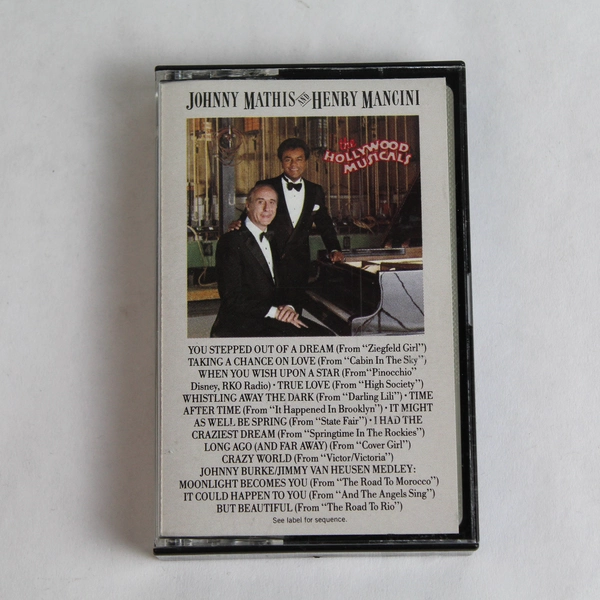 JOHNNY MATHIS AND HENRY MANCINI
The
HOLLYWOOD
MUSICALS
YOU STEPPED OUT OF A DREAM (From "Ziegfeld Girl")
TAKING A CHANCE ON LOVE (From "Cabin In The Sky")
WHEN YOU WISH UPON A STAR (From "Pinocchio"
Disney, RKO Radio) • TRUE LOVE (From "High Society")
WHISTLING AWAY THE DARK (From "Darling Lili") • TIME
AFTER TIME (From "It Happened In Brooklyn") • IT MIGHT
AS WELL BE SPRING (From "State Fair") • I HAD THE
CRAZIEST DREAM (From "Springtime In The Rockies")
LONG AGO (AND FAR AWAY) (From "Cover Girl")
CRAZY WORLD (From "Victor/Victoria")
JOHNNY BURKE/JIMMY VAN HEUSEN MEDLEY:
MOONLIGHT BECOMES YOU (From "The Road To Morocco")
IT COULD HAPPEN TO YOU (From "And The Angels Sing")
BUT BEAUTIFUL (From "The Road To Rio")
See label for sequence.